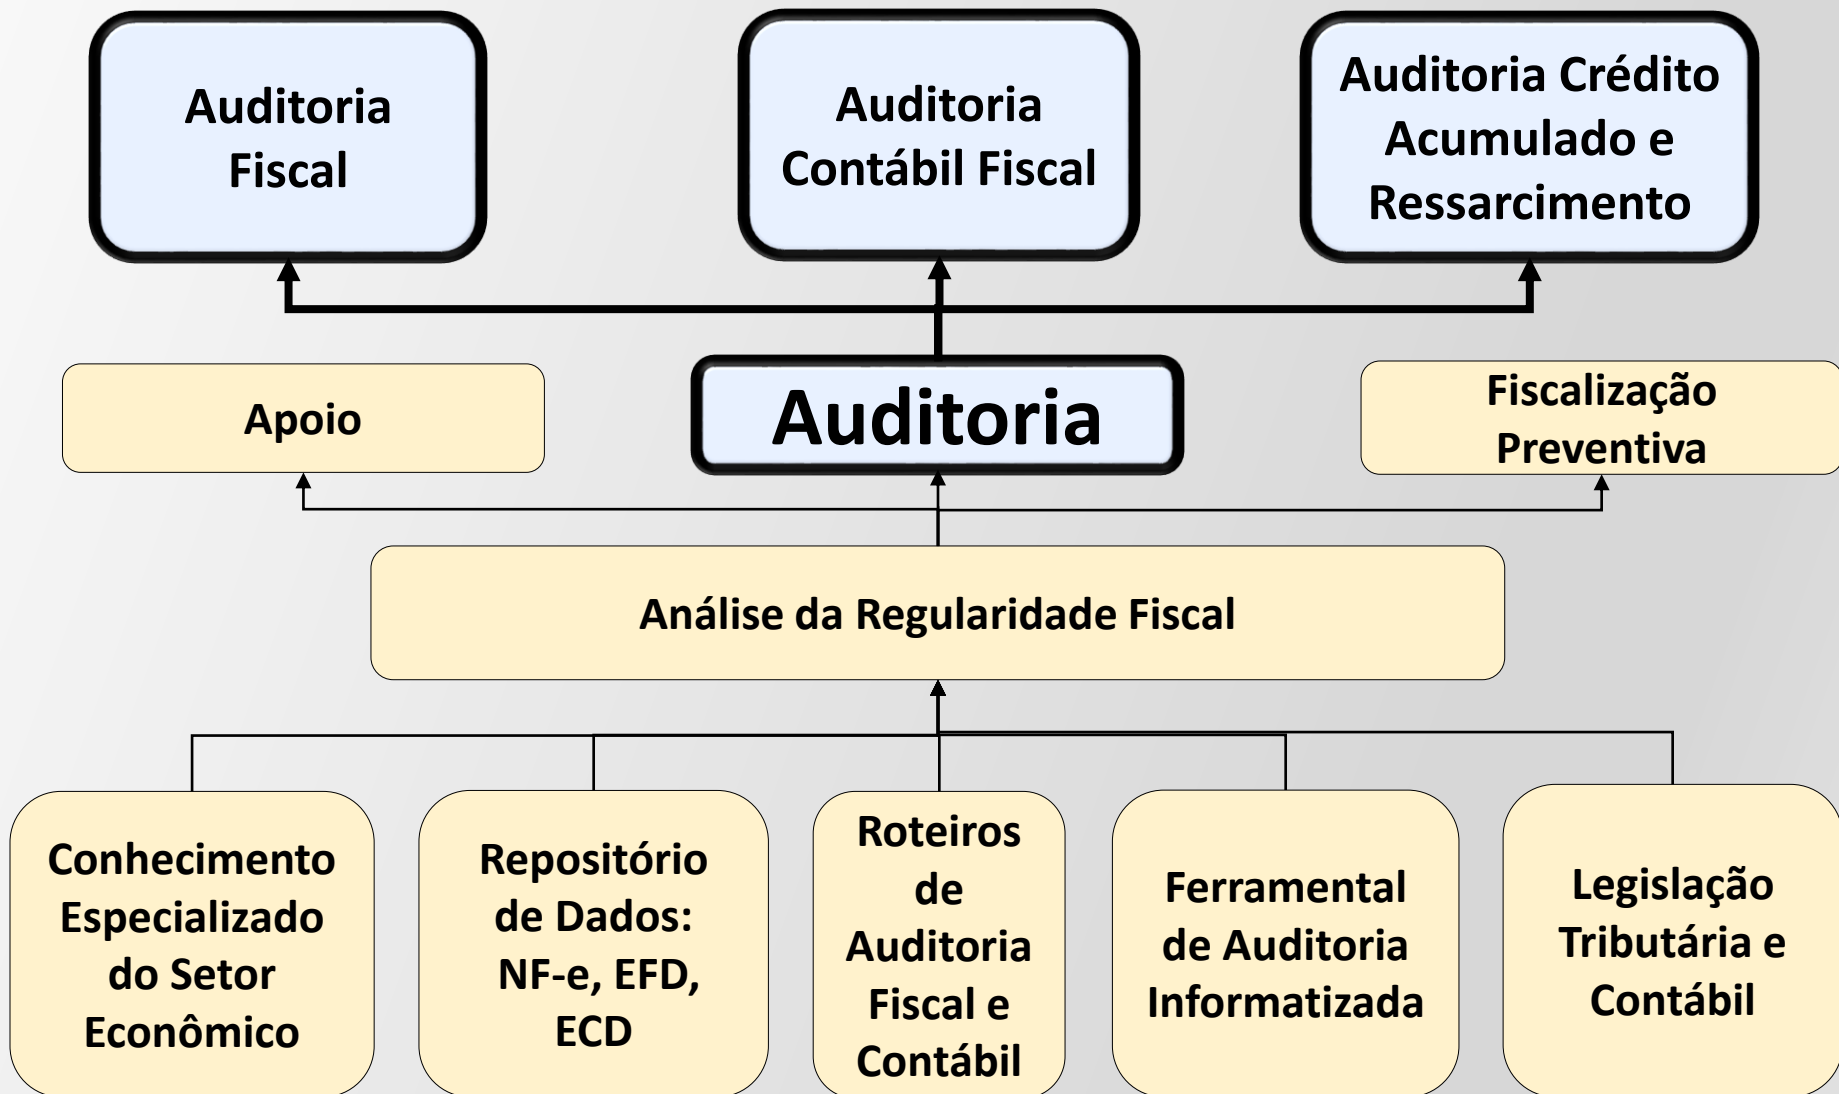 Auditoria
Fiscal
Auditoria
Contábil Fiscal
Auditoria Crédito
Acumulado e
Ressarcimento
Apoio
Auditoria
Fiscalização
Preventiva
Análise da Regularidade Fiscal
Conhecimento
Especializado
do Setor
Econômico
Repositório
de Dados:
NF-e, EFD,
ECD
Roteiros
de
Auditoria
Fiscal e
Contábil
Ferramental
de Auditoria
Informatizada
Legislação
Tributária e
Contábil